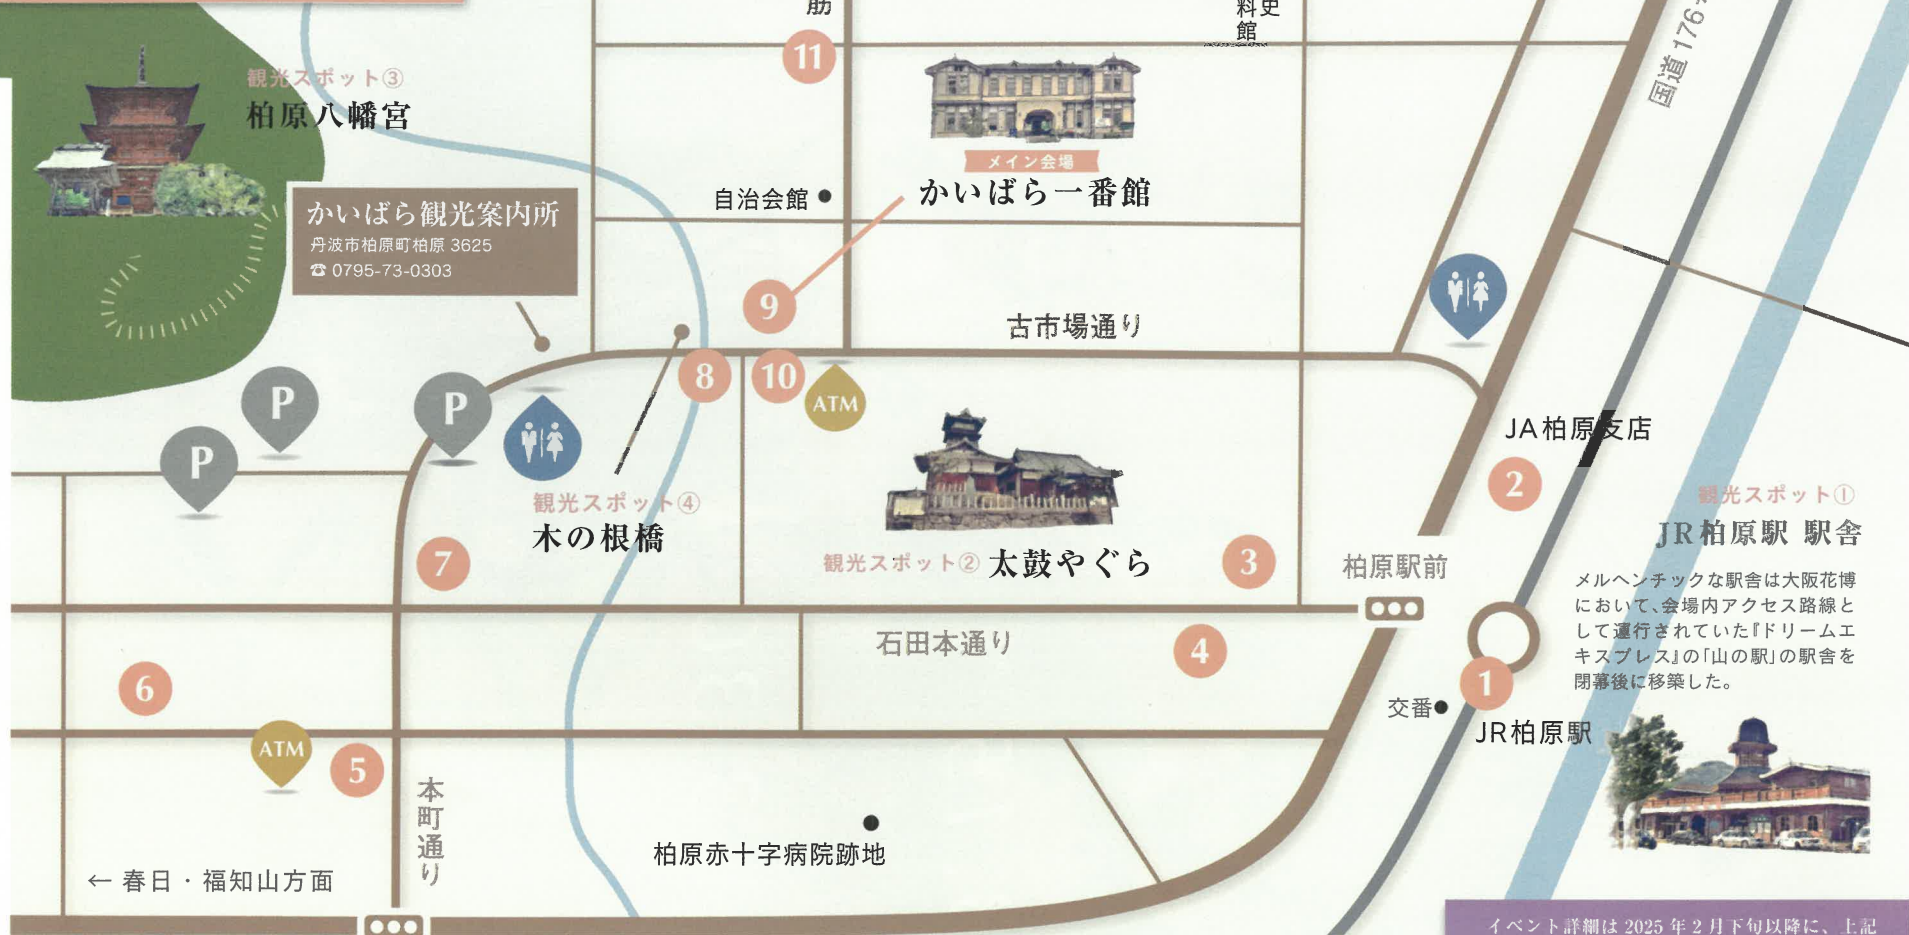 筋
料史
館
国道176
11
観光スポット③
柏原八幡宮
メイン会場
かいばら一番館
自治会館
かいばら観光案内所
丹波市柏原町柏原 3625
☎ 0795-73-0303
9
古市場通り
8
10
ATM
P
P
P
JA柏原支店
2
観光スポット①
JR柏原駅 駅舎
観光スポット④
木の根橋
7
観光スポット② 太鼓やぐら
3
柏原駅前
メルヘンチックな駅舎は大阪花博
において、会場内アクセス路線と
して運行されていた『ドリームエ
キスプレス』の「山の駅」の駅舎を
閉幕後に移築した。
石田本通り
4
6
1
交番
JR柏原駅
ATM
5
本町通り
柏原赤十字病院跡地
← 春日・福知山方面
イベント詳細は 2025 年 2 月下旬以降に、上記